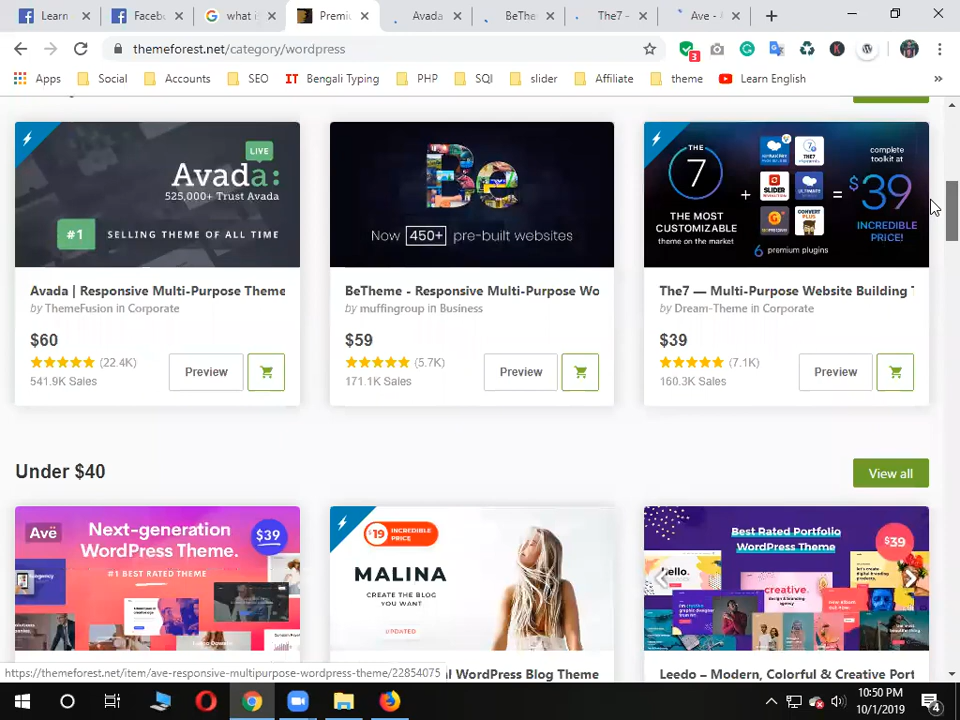 Learn
Faceb
what is
Premi
Avada
BeThe
The7 -
Ave - A
themeforest.net/category/wordpress
3
Apps
Social
Accounts
SEO
IT
Bengali Typing
PHP
SQl
slider
Affiliate
theme
Learn English
LIVE
Avada:
525,000+ Trust Avada
#1
SELLING THEME OF ALL TIME
Be
Now 450+ pre-built websites
THE
7
THE MOST
CUSTOMIZABLE
theme on the market
+
=
complete
toolkit at
$39
INCREDIBLE
PRICE!
6 premium plugins
Avada | Responsive Multi-Purpose Theme
by ThemeFusion in Corporate
$60
(22.4K)
541.9K Sales
Preview
BeTheme - Responsive Multi-Purpose Wo
by muffingroup in Business
$59
(5.7K)
171.1K Sales
Preview
The7 — Multi-Purpose Website Building T
by Dream-Theme in Corporate
$39
(7.1K)
160.3K Sales
Preview
Under $40
View all
Avē
Next-generation
WordPress Theme.
#1 BEST RATED THEME
$39
$19 INCREDIBLE
PRICE
MALINA
CREATE THE BLOG
YOU WANT
UPDATED
Best Rated Portfolio
WordPress Theme
$39
Hello.
creative.
l WordPress Blog Theme
Leedo – Modern, Colorful & Creative Port
https://themeforest.net/item/ave-responsive-multipurpose-wordpress-theme/22854075
10:50 PM
10/1/2019
4